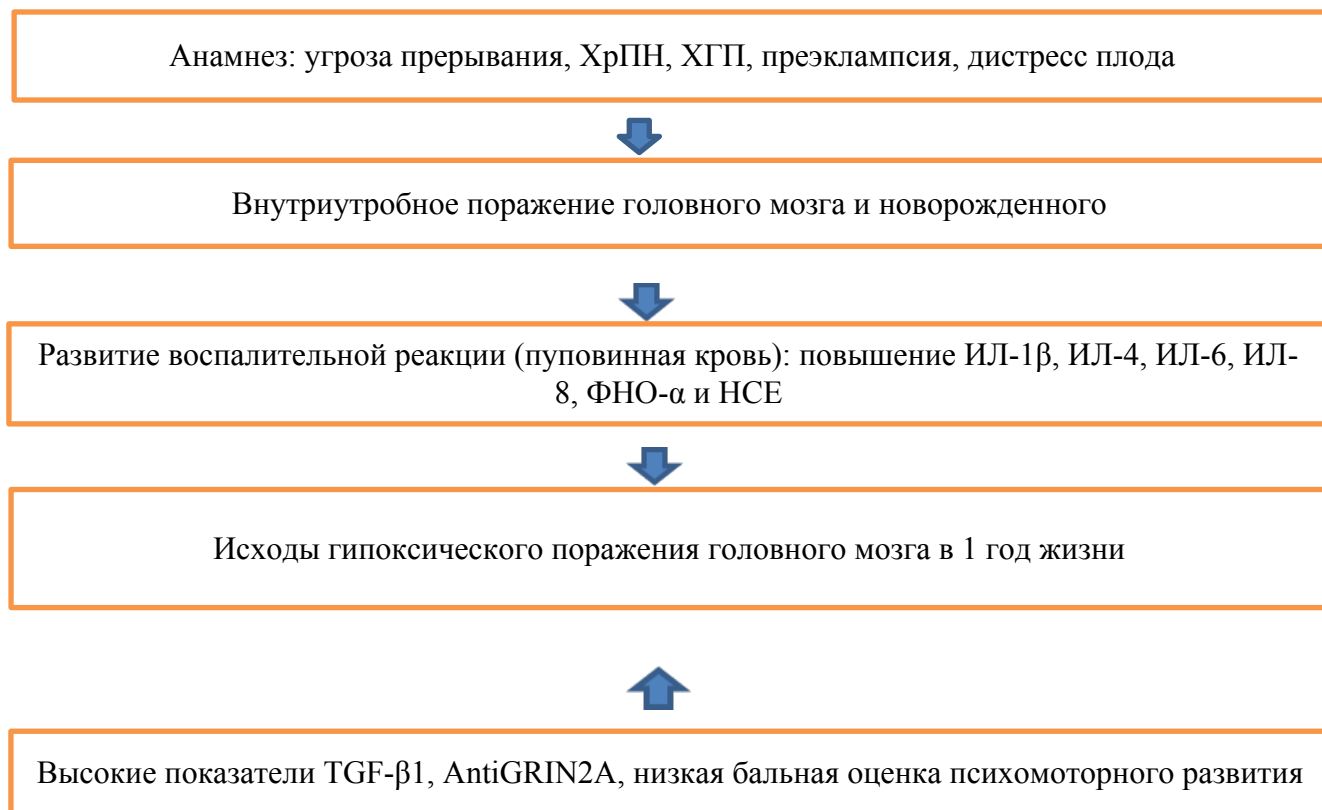 Анамнез: угроза прерывания, ХрПН, ХГП, преэклампсия, дистресс плода
Внутриутробное поражение головного мозга и новорожденного
Развитие воспалительной реакции (пуповинная кровь): повышение ИЛ-1β, ИЛ-4, ИЛ-6, ИЛ-
8, ФНО-α и НСЕ
Исходы гипоксического поражения головного мозга в 1 год жизни
Высокие показатели TGF-β1, AntiGRIN2A, низкая бальная оценка психомоторного развития